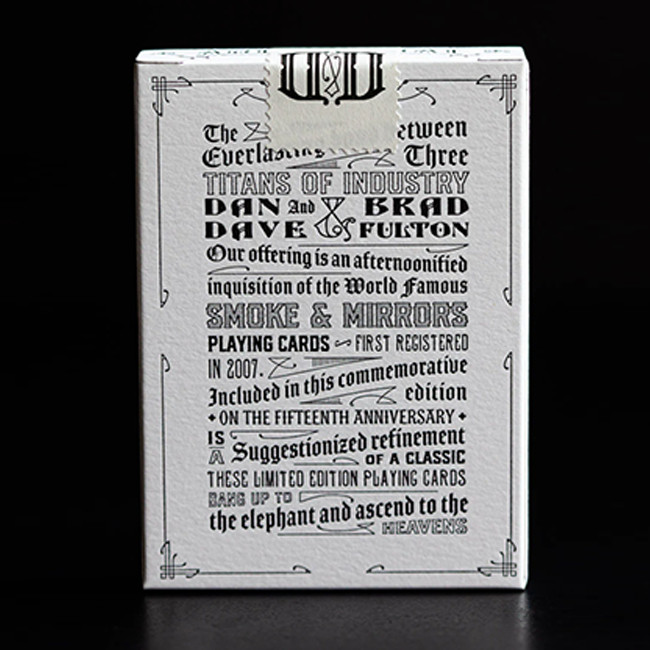 The etween
Everlasting Three
TITANS OF INDUSTRY
DAN And & BRAD
DAVE FULTON
Our offering is an afternoonified
inquisition of the World Famous
SMOKE & MIRRORS
PLAYING CARDS FIRST REGISTERED
IN 2007.
Included in this commemorative
edition
ON THE FIFTEENTH ANNIVERSARY
IS
A Suggestionized refinement
OF A CLASSIC
THESE LIMITED EDITION PLAYING CARDS
BANG UP TO
the elephant and ascend to the
HEAVENS